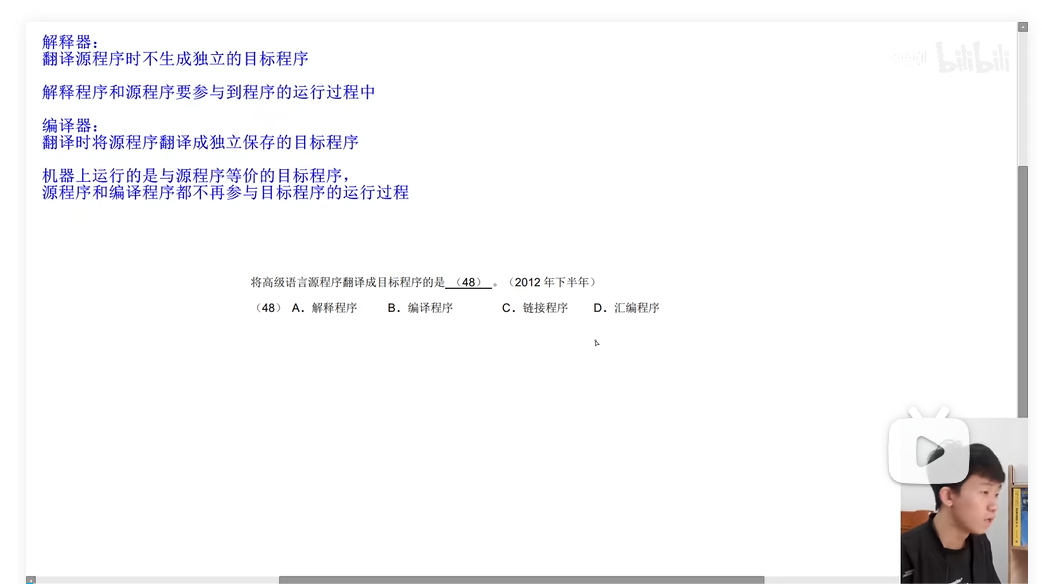 解释器：
翻译源程序时不生成独立的目标程序
解释程序和源程序要参与到程序的运行过程中
编译器：
翻译时将源程序翻译成独立保存的目标程序
机器上运行的是与源程序等价的目标程序，
源程序和编译程序都不再参与目标程序的运行过程
将高级语言源程序翻译成目标程序的是 （48） 。（2012 年下半年）
（48） A．解释程序 B．编译程序 C．链接程序 D．汇编程序
bilibili